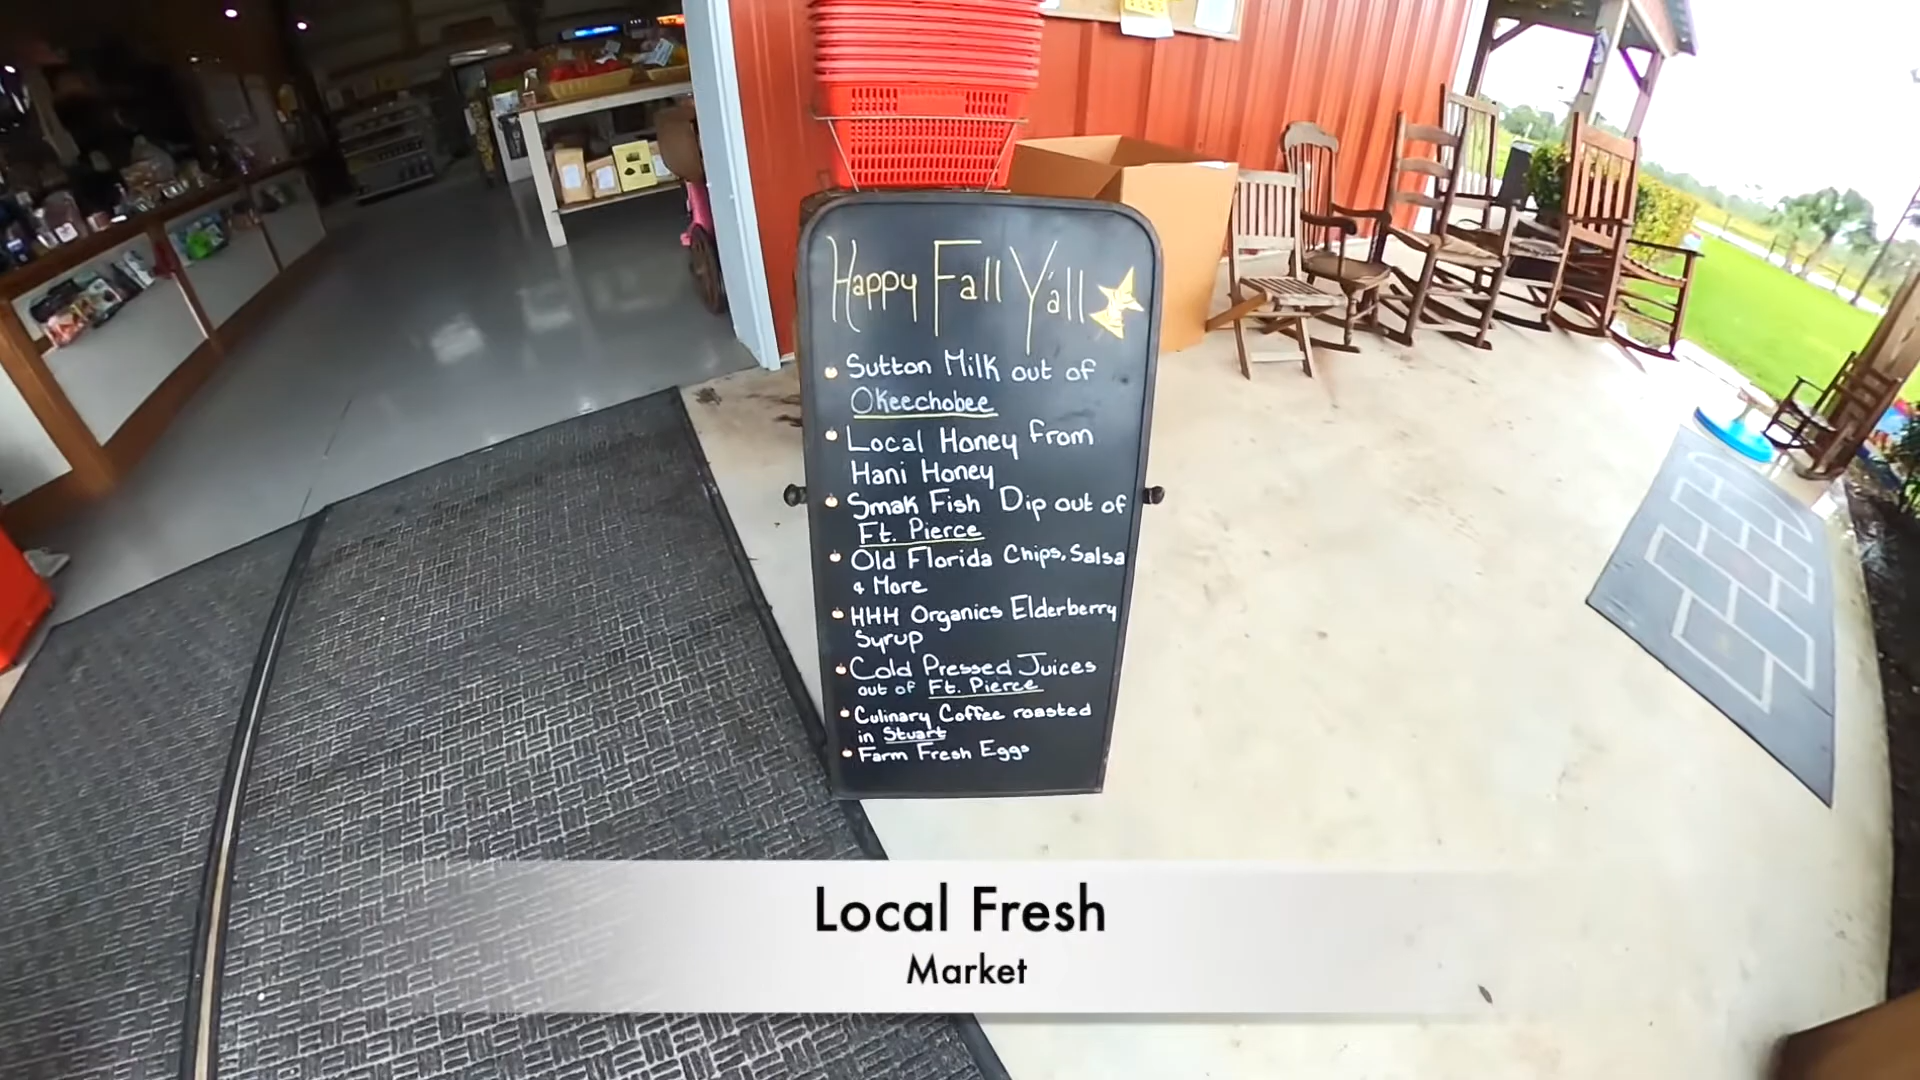 Happy Fall Y'all
Sutton Milk out of
Okeechobee
Local Honey from
Hani Honey
Smak Fish Dip out of
Ft. Pierce
Old Florida Chips, Salsa
& More
HHH Organics Elderberry
Syrup
Cold Pressed Juices
out of Ft. Pierce
Culinary Coffee roasted
in Stuart
Farm Fresh Eggs
Local Fresh
Market